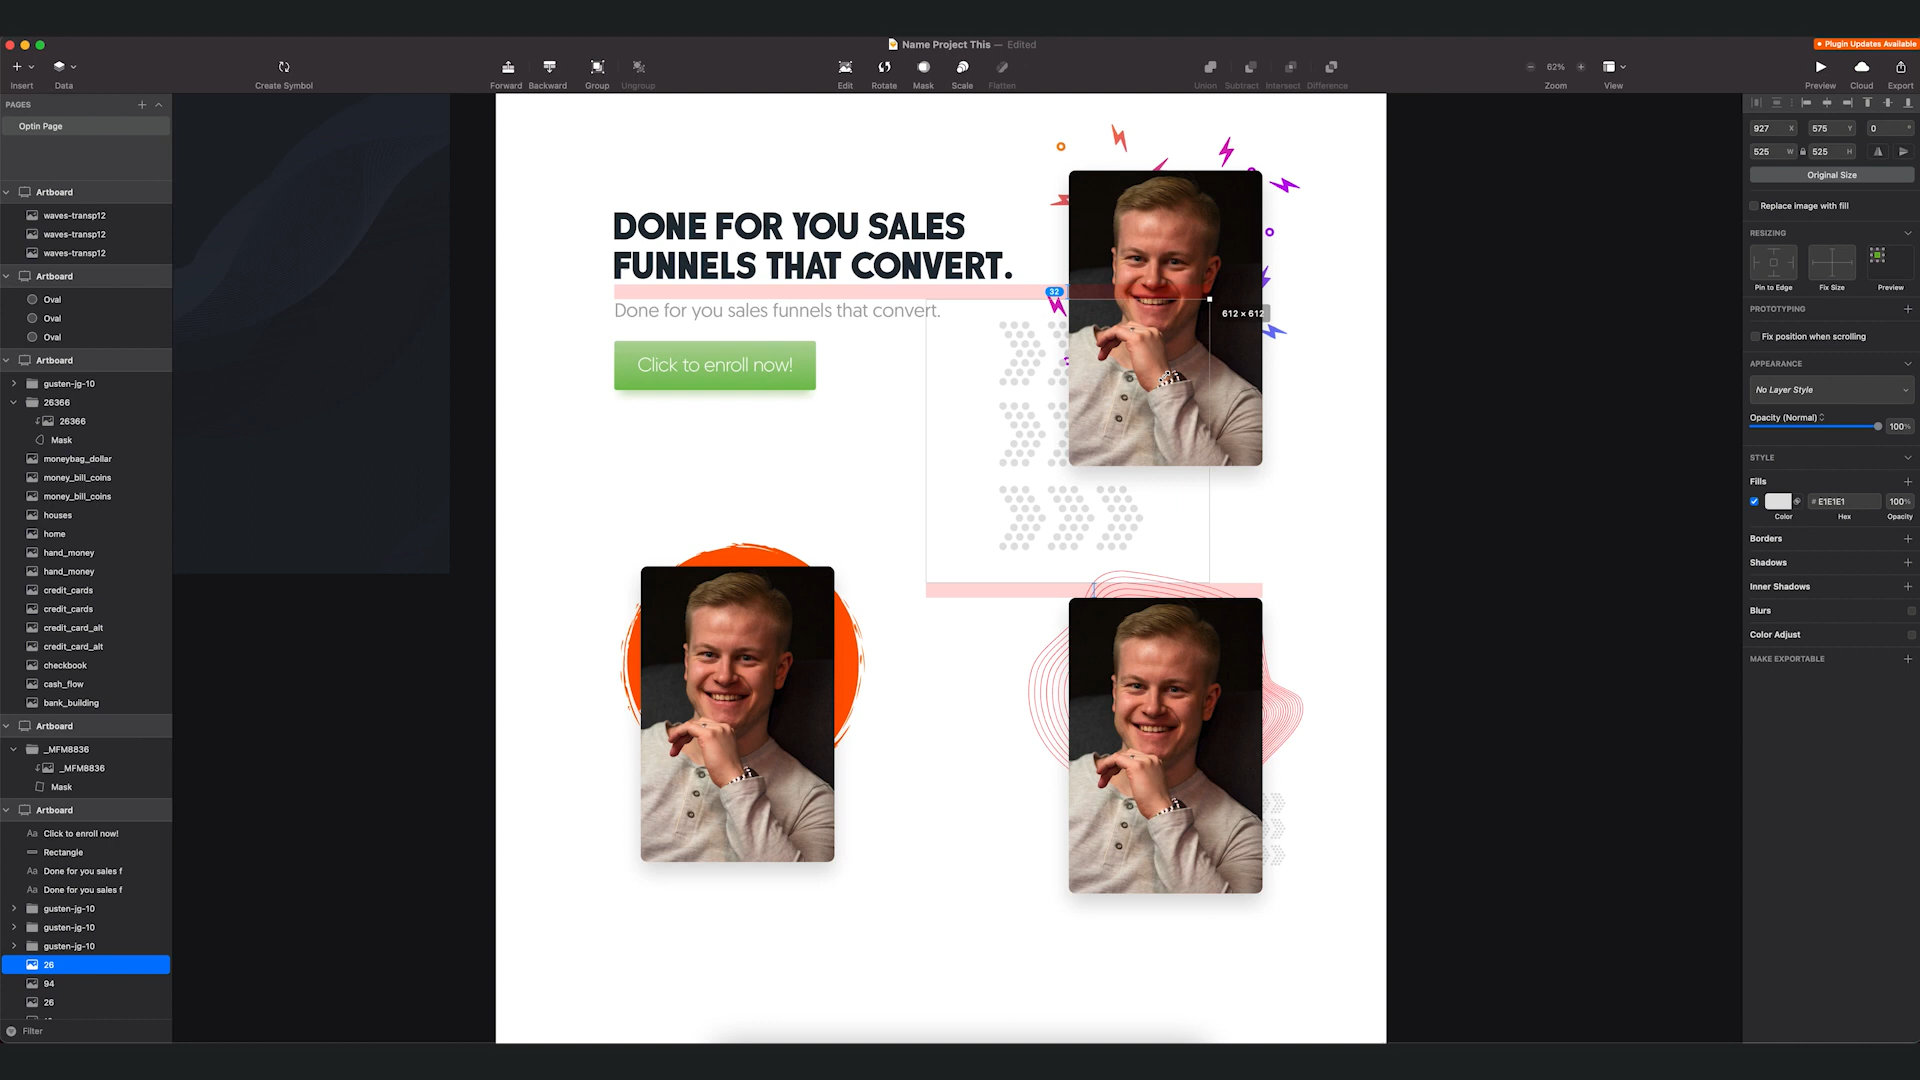 Name Project This — Edited
Plugin Updates Available
Insert
Data
Create Symbol
Forward
Backward
Group
Ungroup
Edit
Rotate
Mask
Scale
Flatten
Union
Subtract
Intersect
Difference
62%
Zoom
View
Preview
Cloud
Export
PAGES
Optin Page
Artboard
waves-transp12
waves-transp12
waves-transp12
Artboard
Oval
Oval
Oval
Artboard
gusten-jg-10
26366
26366
Mask
moneybag_dollar
money_bill_coins
money_bill_coins
houses
home
hand_money
hand_money
credit_cards
credit_cards
credit_card_alt
credit_card_alt
checkbook
cash_flow
bank_building
Artboard
_MFM8836
_MFM8836
Mask
Artboard
Aa Click to enroll now!
Rectangle
Aa Done for you sales f
Aa Done for you sales f
gusten-jg-10
gusten-jg-10
gusten-jg-10
26
94
26
Filter
DONE FOR YOU SALES
FUNNELS THAT CONVERT.
32
Done for you sales funnels that convert.
612 × 612
Click to enroll now!
927 X
575 Y
0 °
525 W
525 H
Original Size
Replace image with fill
RESIZING
Pin to Edge
Fix Size
Preview
PROTOTYPING
Fix position when scrolling
APPEARANCE
No Layer Style
Opacity (Normal)
100%
STYLE
Fills
# E1E1E1
100%
Color
Hex
Opacity
Borders
Shadows
Inner Shadows
Blurs
Color Adjust
MAKE EXPORTABLE